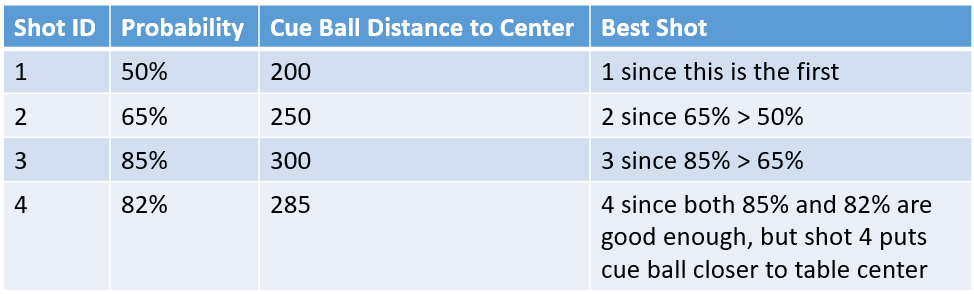 Shot ID Probability Cue Ball Distance to Center Best Shot
1 50% 200 1 since this is the first
2 65% 250 2 since 65% > 50%
3 85% 300 3 since 85% > 65%
4 82% 285 4 since both 85% and 82% are
good enough, but shot 4 puts
cue ball closer to table center